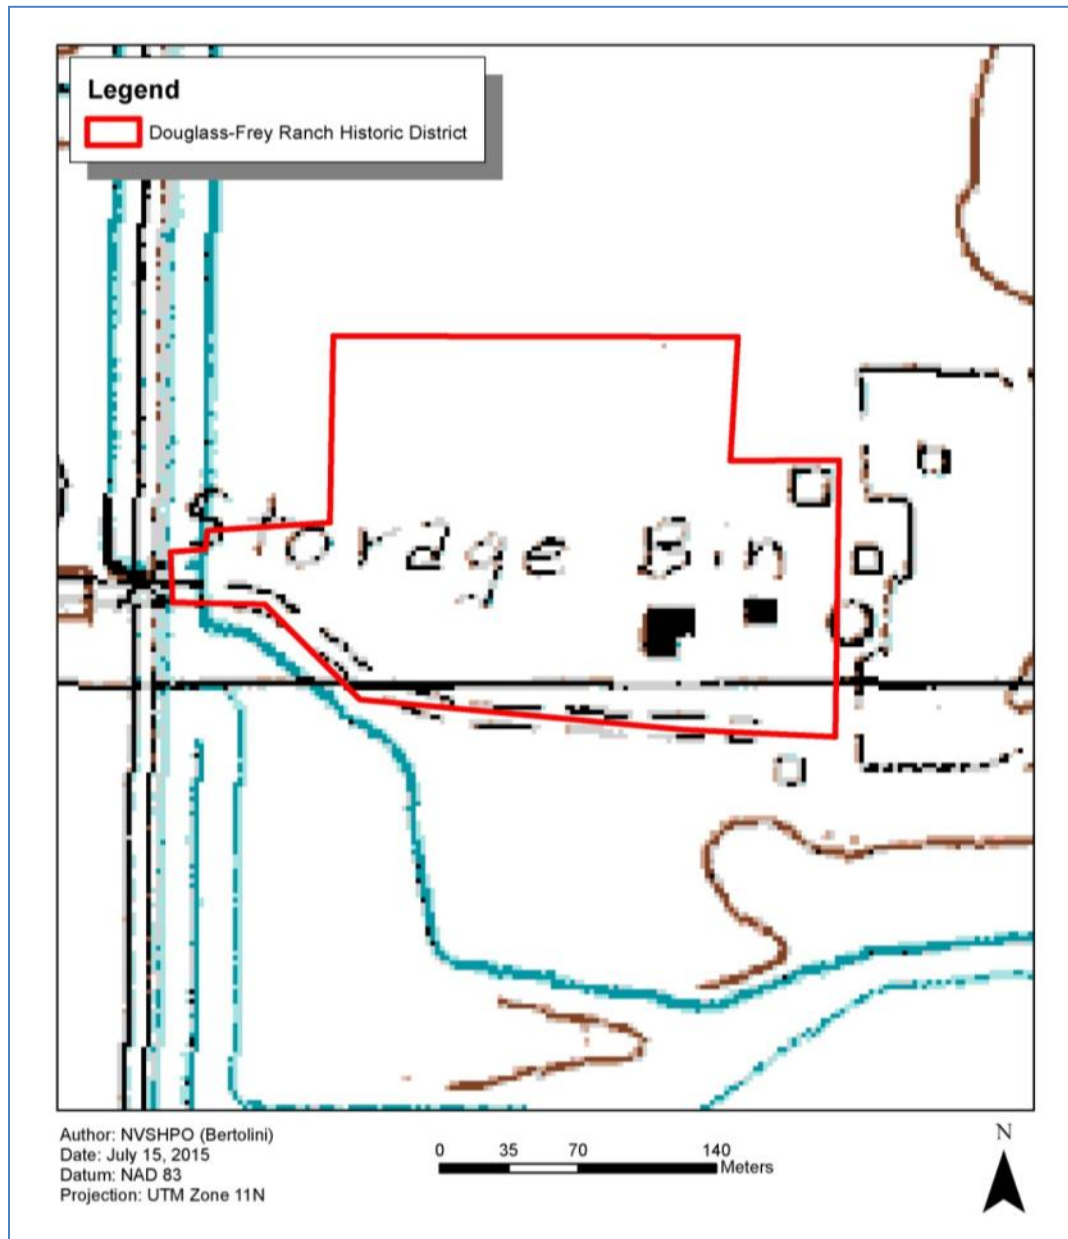 Legend
Douglass-Frey Ranch Historic District
Storage Bin
Author: NVSHPO (Bertolini)
Date: July 15, 2015
Datum: NAD 83
Projection: UTM Zone 11N
0 35 70 140
Meters
N